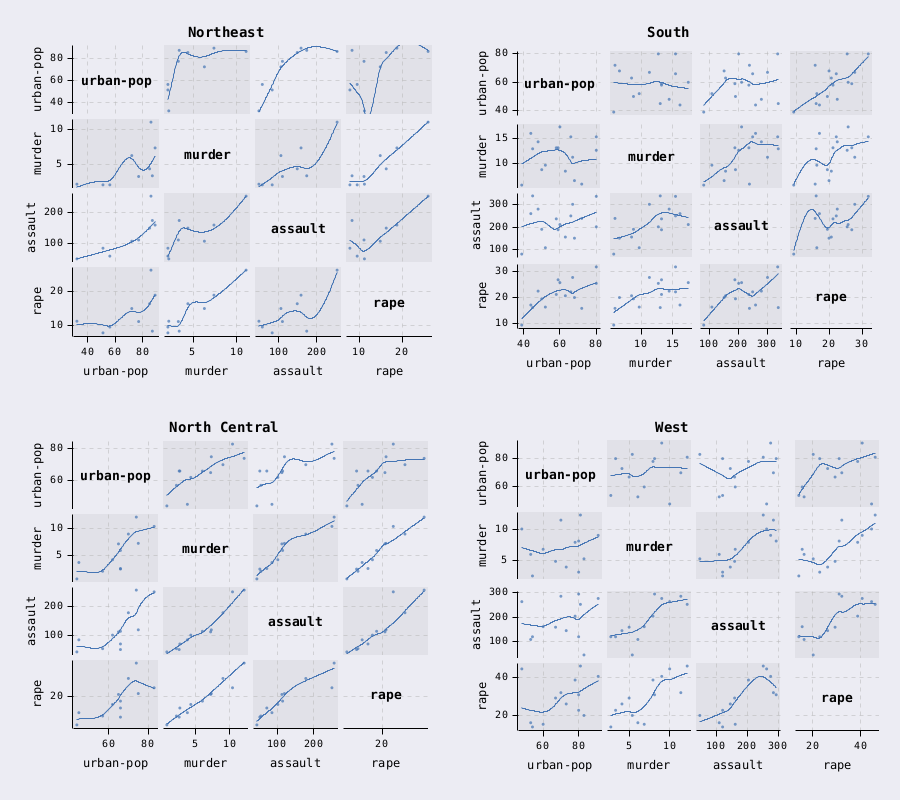 Northeast
urban-pop
80
60
40
urban-pop
murder
10
5
murder
assault
200
100
assault
rape
20
10
rape
40 60 80 5 10 100 200 10 20
urban-pop murder assault rape
South
urban-pop
80
60
40
urban-pop
murder
15
10
murder
assault
300
200
100
assault
rape
30
20
10
rape
40 60 80 10 15 100 200 300 10 20 30
urban-pop murder assault rape
North Central
urban-pop
80
60
urban-pop
murder
10
5
murder
assault
200
100
assault
rape
20
rape
60 80 5 10 100 200 20
urban-pop murder assault rape
West
urban-pop
80
60
urban-pop
murder
10
5
murder
assault
300
200
100
assault
rape
40
20
rape
60 80 5 10 100 200 300 20 40
urban-pop murder assault rape